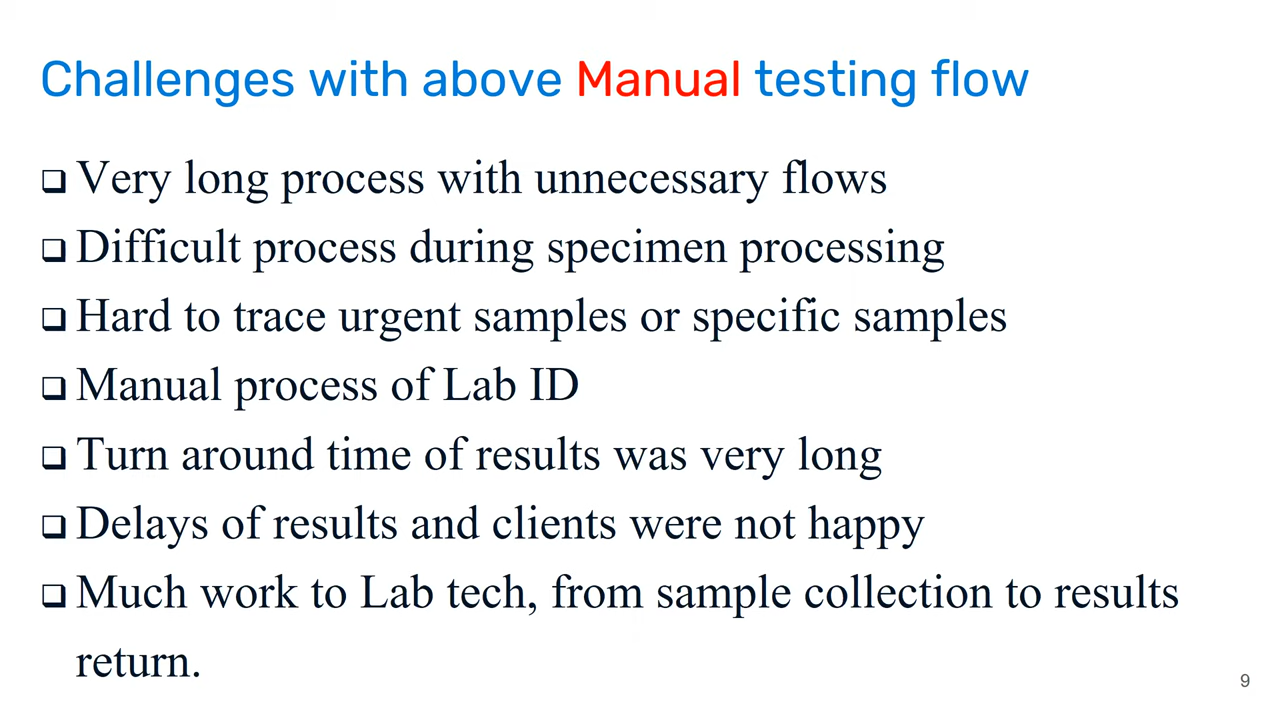 Challenges with above Manual testing flow
❑ Very long process with unnecessary flows
❑ Difficult process during specimen processing
❑ Hard to trace urgent samples or specific samples
❑ Manual process of Lab ID
❑ Turn around time of results was very long
❑ Delays of results and clients were not happy
❑ Much work to Lab tech, from sample collection to results
return.
9